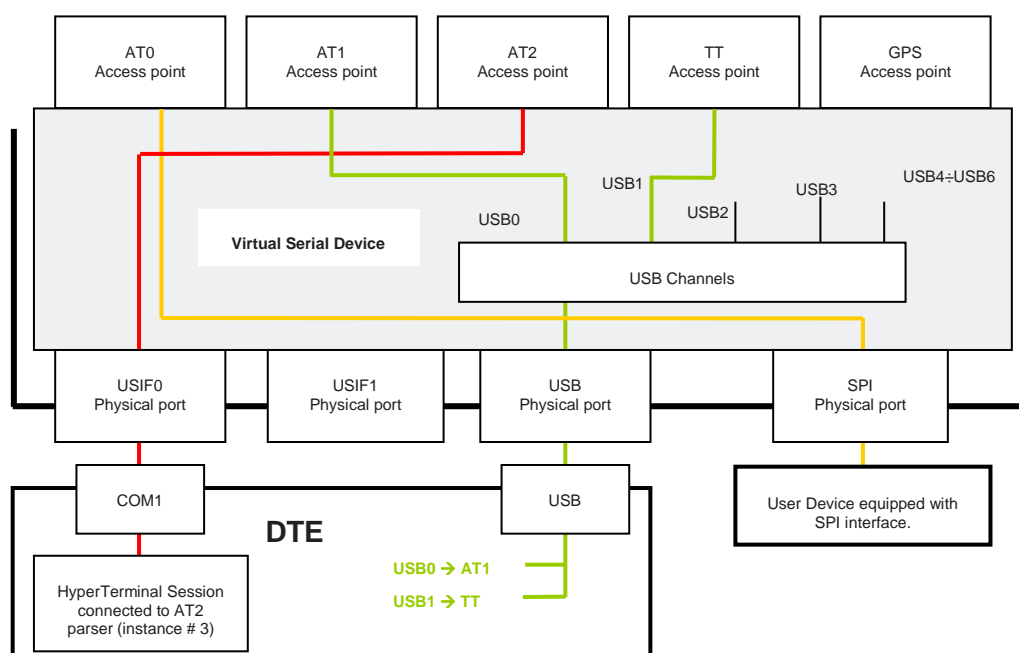 AT0
Access point
AT1
Access point
AT2
Access point
TT
Access point
GPS
Access point
USB0
USB1
USB2
USB3
USB4÷USB6
Virtual Serial Device
USB Channels
USIF0
Physical port
USIF1
Physical port
USB
Physical port
SPI
Physical port
COM1
USB
User Device equipped with
SPI interface.
DTE
USB0 → AT1
USB1 → TT
HyperTerminal Session
connected to AT2
parser (instance # 3)